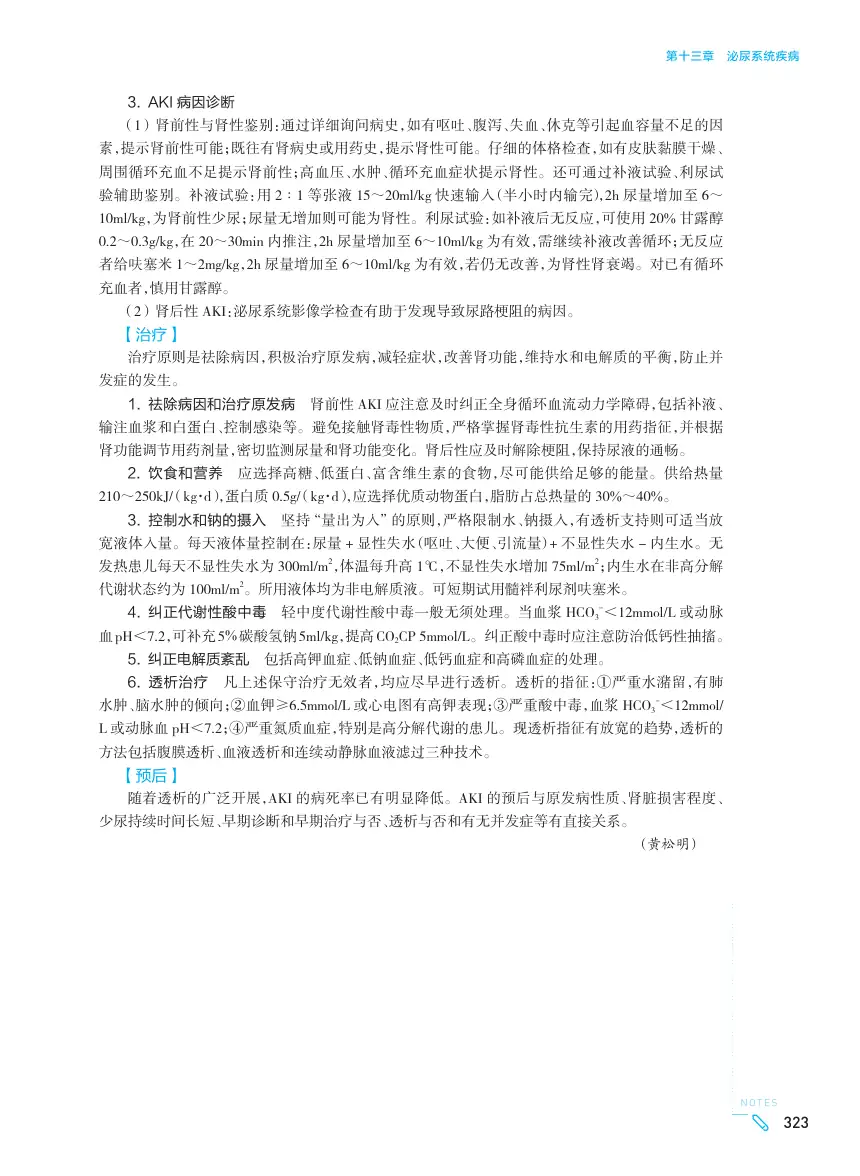 第十三章 泌尿系统疾病
3. AKI 病因诊断
（1）肾前性与肾性鉴别：通过详细询问病史，如有呕吐、腹泻、失血、休克等引起血容量不足的因
素，提示肾前性可能；既往有肾病史或用药史，提示肾性可能。仔细的体格检查，如有皮肤黏膜干燥、
周围循环充血不足提示肾前性；高血压、水肿、循环充血症状提示肾性。还可通过补液试验、利尿试
验辅助鉴别。补液试验：用 2∶1 等张液 15～20ml/kg 快速输入（半小时内输完），2h 尿量增加至 6～
10ml/kg，为肾前性少尿；尿量无增加则可能为肾性。利尿试验：如补液后无反应，可使用 20% 甘露醇
0.2～0.3g/kg，在 20～30min 内推注，2h 尿量增加至 6～10ml/kg 为有效，需继续补液改善循环；无反应
者给呋塞米 1～2mg/kg，2h 尿量增加至 6～10ml/kg 为有效，若仍无改善，为肾性肾衰竭。对已有循环
充血者，慎用甘露醇。
（2）肾后性 AKI：泌尿系统影像学检查有助于发现导致尿路梗阻的病因。
【治疗】
治疗原则是祛除病因，积极治疗原发病，减轻症状，改善肾功能，维持水和电解质的平衡，防止并
发症的发生。
1. 祛除病因和治疗原发病 肾前性 AKI 应注意及时纠正全身循环血流动力学障碍，包括补液、
输注血浆和白蛋白、控制感染等。避免接触肾毒性物质，严格掌握肾毒性抗生素的用药指征，并根据
肾功能调节用药剂量，密切监测尿量和肾功能变化。肾后性应及时解除梗阻，保持尿液的通畅。
2. 饮食和营养 应选择高糖、低蛋白、富含维生素的食物，尽可能供给足够的能量。供给热量
210～250kJ/（kg·d），蛋白质 0.5g/（kg·d），应选择优质动物蛋白，脂肪占总热量的 30%～40%。
3. 控制水和钠的摄入 坚持“量出为入”的原则，严格限制水、钠摄入，有透析支持则可适当放
宽液体入量。每天液体量控制在：尿量 + 显性失水（呕吐、大便、引流量）+ 不显性失水 − 内生水。无
发热患儿每天不显性失水为 300ml/m²，体温每升高 1℃，不显性失水增加 75ml/m²；内生水在非高分解
代谢状态约为 100ml/m²。所用液体均为非电解质液。可短期试用髓袢利尿剂呋塞米。
4. 纠正代谢性酸中毒 轻中度代谢性酸中毒一般无须处理。当血浆 HCO₃⁻＜12mmol/L 或动脉
血 pH＜7.2，可补充 5% 碳酸氢钠 5ml/kg，提高 CO₂CP 5mmol/L。纠正酸中毒时应注意防治低钙性抽搐。
5. 纠正电解质紊乱 包括高钾血症、低钠血症、低钙血症和高磷血症的处理。
6. 透析治疗 凡上述保守治疗无效者，均应尽早进行透析。透析的指征：①严重水潴留，有肺
水肿、脑水肿的倾向；②血钾≥6.5mmol/L 或心电图有高钾表现；③严重酸中毒，血浆 HCO₃⁻＜12mmol/
L 或动脉血 pH＜7.2；④严重氮质血症，特别是高分解代谢的患儿。现透析指征有放宽的趋势，透析的
方法包括腹膜透析、血液透析和连续动静脉血液滤过三种技术。
【预后】
随着透析的广泛开展，AKI 的病死率已有明显降低。AKI 的预后与原发病性质、肾脏损害程度、
少尿持续时间长短、早期诊断和早期治疗与否、透析与否和有无并发症等有直接关系。
（黄松明）
NOTES
323